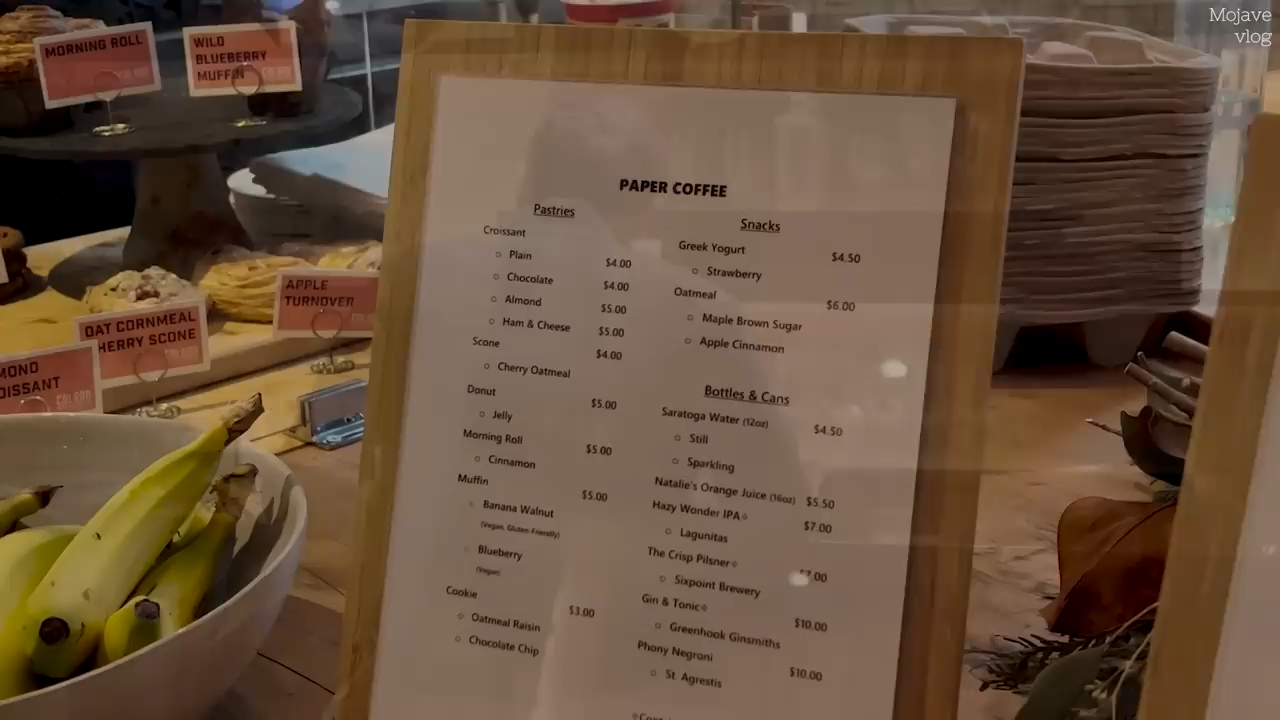 Mojave
vlog
MORNING ROLL
WILD
BLUEBERRY
MUFFIN
APPLE
TURNOVER
OAT CORNMEAL
HERRY SCONE
MOND
OISSANT
PAPER COFFEE
Pastries
Croissant
Plain $4.00
Chocolate $4.00
Almond $5.00
Ham & Cheese $5.00
Scone $4.00
Cherry Oatmeal
Donut $5.00
Jelly
Morning Roll $5.00
Cinnamon
Muffin $5.00
Banana Walnut
(Vegan, Gluten Friendly)
Blueberry
(Vegan)
Cookie $3.00
Oatmeal Raisin
Chocolate Chip
Snacks
Greek Yogurt $4.50
Strawberry
Oatmeal $6.00
Maple Brown Sugar
Apple Cinnamon
Bottles & Cans
Saratoga Water (12oz) $4.50
Still
Sparkling
Natalie's Orange Juice (16oz) $5.50
Hazy Wonder IPA◊ $7.00
Lagunitas
The Crisp Pilsner◊ $7.00
Sixpoint Brewery
Gin & Tonic◊ $10.00
Greenhook Ginsmiths
Phony Negroni $10.00
St. Agrestis